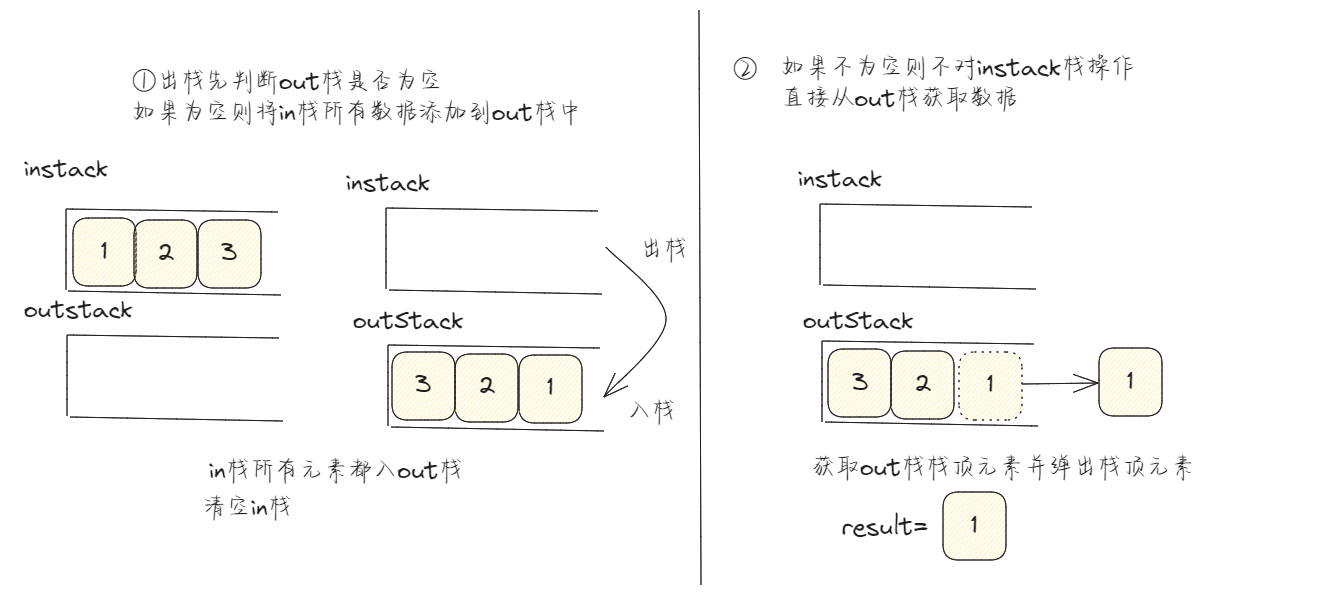 ①出栈先判断out栈是否为空
如果为空则将in栈所有数据添加到out栈中
instack
1 2 3
outstack
instack
出栈
outStack
3 2 1
入栈
in栈所有元素都入out栈
清空in栈
② 如果不为空则不对instack栈操作
直接从out栈获取数据
instack
outStack
3 2 1 1
获取out栈栈顶元素并弹出栈顶元素
result= 1